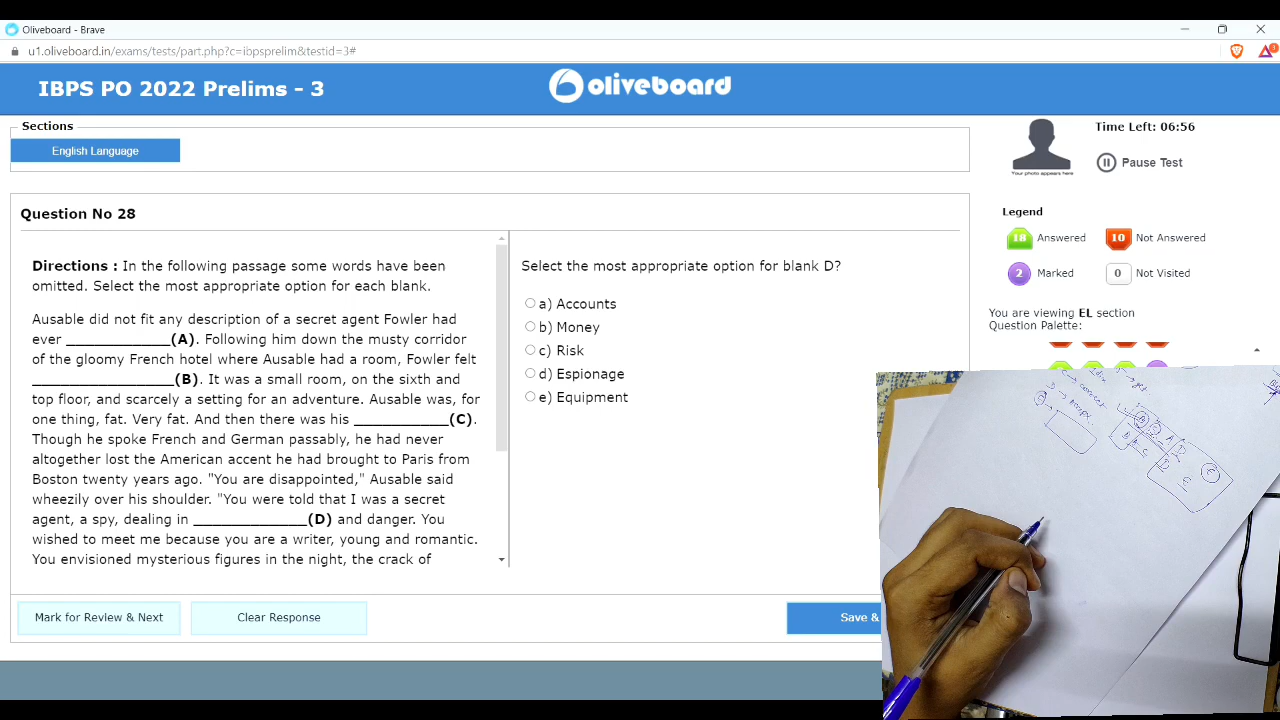 Oliveboard - Brave
u1.oliveboard.in/exams/tests/part.php?c=ibpsprelim&testid=3#
IBPS PO 2022 Prelims - 3
oliveboard
Sections
English Language
Time Left: 06:56
Your photo appears here
Pause Test
Question No 28
Legend
18 Answered
10 Not Answered
2 Marked
0 Not Visited
You are viewing EL section
Question Palette:
Directions : In the following passage some words have been
omitted. Select the most appropriate option for each blank.
Ausable did not fit any description of a secret agent Fowler had
ever _____________(A). Following him down the musty corridor
of the gloomy French hotel where Ausable had a room, Fowler felt
__________________(B). It was a small room, on the sixth and
top floor, and scarcely a setting for an adventure. Ausable was, for
one thing, fat. Very fat. And then there was his ____________(C).
Though he spoke French and German passably, he had never
altogether lost the American accent he had brought to Paris from
Boston twenty years ago. "You are disappointed," Ausable said
wheezily over his shoulder. "You were told that I was a secret
agent, a spy, dealing in ______________(D) and danger. You
wished to meet me because you are a writer, young and romantic.
You envisioned mysterious figures in the night, the crack of
Select the most appropriate option for blank D?
a) Accounts
b) Money
c) Risk
d) Espionage
e) Equipment
Mark for Review & Next
Clear Response
Save &